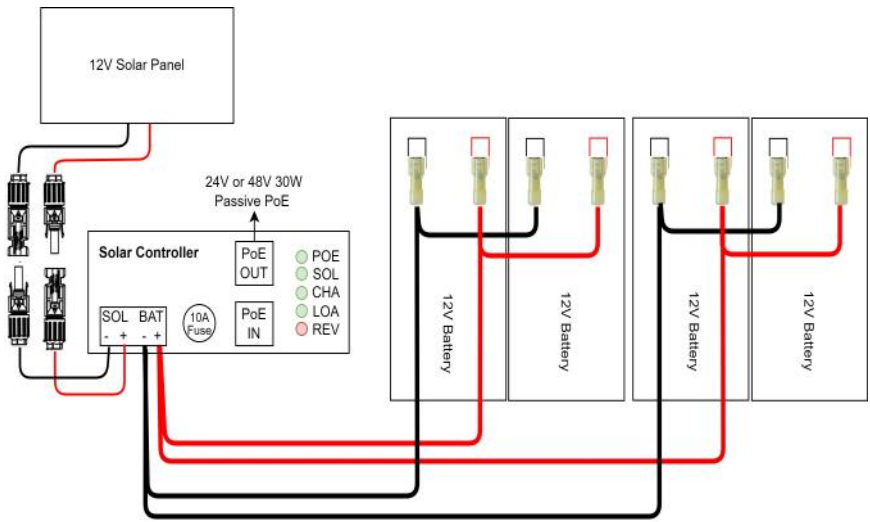 12V Solar Panel
24V or 48V 30W
Passive PoE
Solar Controller
PoE
OUT
POE
SOL
CHA
LOA
REV
SOL BAT
- + - +
10A
Fuse
PoE
IN
12V Battery
12V Battery
12V Battery
12V Battery